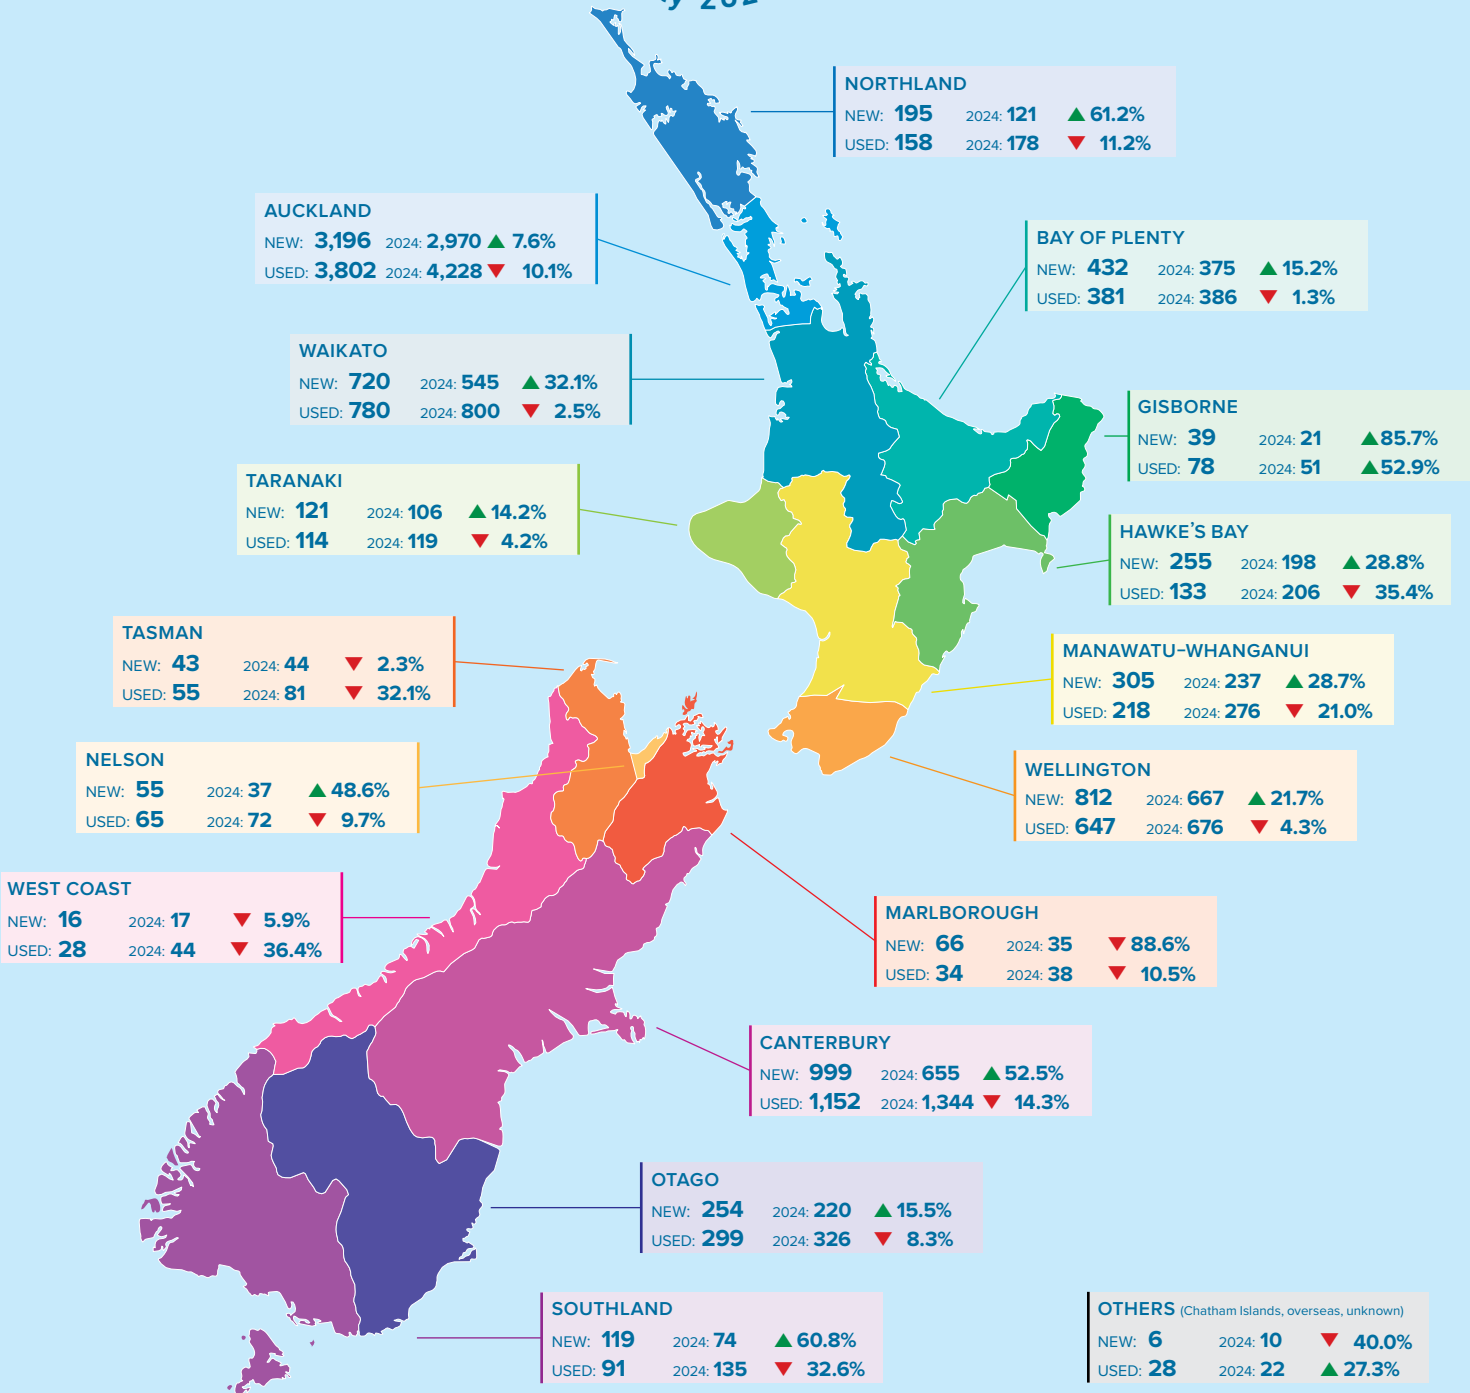 NORTHLAND
NEW: 195 2024: 121 ▲ 61.2%
USED: 158 2024: 178 ▼ 11.2%
AUCKLAND
NEW: 3,196 2024: 2,970 ▲ 7.6%
USED: 3,802 2024: 4,228 ▼ 10.1%
BAY OF PLENTY
NEW: 432 2024: 375 ▲ 15.2%
USED: 381 2024: 386 ▼ 1.3%
WAIKATO
NEW: 720 2024: 545 ▲ 32.1%
USED: 780 2024: 800 ▼ 2.5%
GISBORNE
NEW: 39 2024: 21 ▲ 85.7%
USED: 78 2024: 51 ▲ 52.9%
TARANAKI
NEW: 121 2024: 106 ▲ 14.2%
USED: 114 2024: 119 ▼ 4.2%
HAWKE'S BAY
NEW: 255 2024: 198 ▲ 28.8%
USED: 133 2024: 206 ▼ 35.4%
TASMAN
NEW: 43 2024: 44 ▼ 2.3%
USED: 55 2024: 81 ▼ 32.1%
MANAWATU-WHANGANUI
NEW: 305 2024: 237 ▲ 28.7%
USED: 218 2024: 276 ▼ 21.0%
NELSON
NEW: 55 2024: 37 ▲ 48.6%
USED: 65 2024: 72 ▼ 9.7%
WELLINGTON
NEW: 812 2024: 667 ▲ 21.7%
USED: 647 2024: 676 ▼ 4.3%
WEST COAST
NEW: 16 2024: 17 ▼ 5.9%
USED: 28 2024: 44 ▼ 36.4%
MARLBOROUGH
NEW: 66 2024: 35 ▼ 88.6%
USED: 34 2024: 38 ▼ 10.5%
CANTERBURY
NEW: 999 2024: 655 ▲ 52.5%
USED: 1,152 2024: 1,344 ▼ 14.3%
OTAGO
NEW: 254 2024: 220 ▲ 15.5%
USED: 299 2024: 326 ▼ 8.3%
SOUTHLAND
NEW: 119 2024: 74 ▲ 60.8%
USED: 91 2024: 135 ▼ 32.6%
OTHERS (Chatham Islands, overseas, unknown)
NEW: 6 2024: 10 ▼ 40.0%
USED: 28 2024: 22 ▲ 27.3%